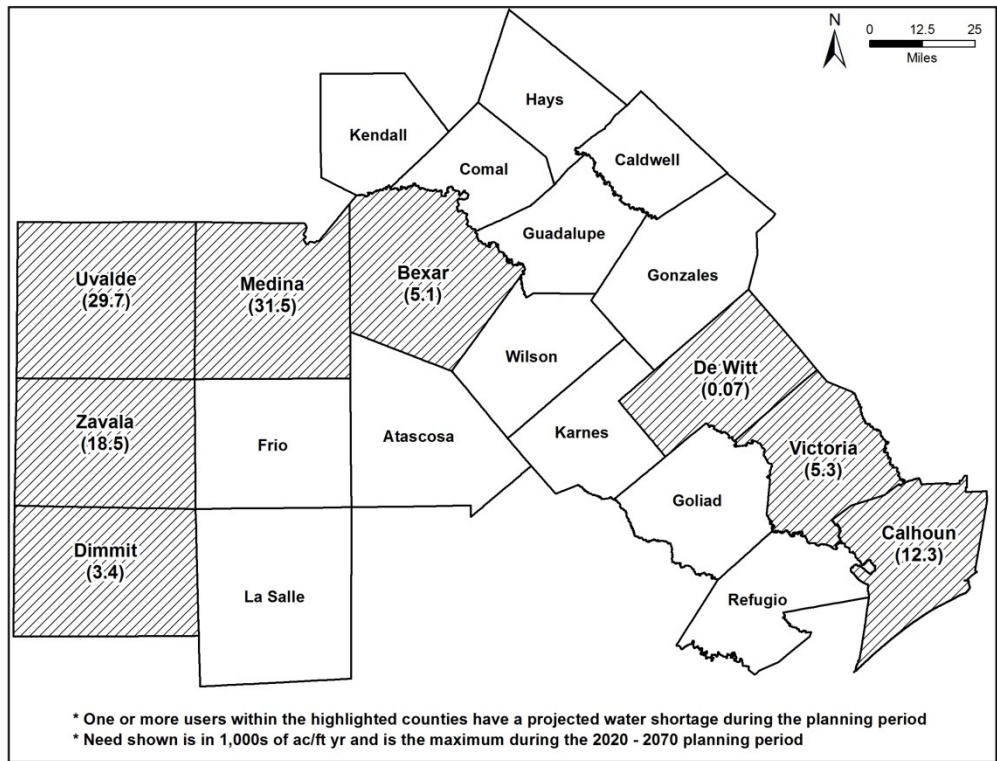 N
0 12.5 25
Miles
Hays
Kendall
Caldwell
Comal
Guadalupe
Uvalde
(29.7)
Medina
(31.5)
Bexar
(5.1)
Gonzales
Wilson
De Witt
(0.07)
Zavala
(18.5)
Frio
Atascosa
Karnes
Victoria
(5.3)
Goliad
Calhoun
(12.3)
Dimmit
(3.4)
La Salle
Refugio
* One or more users within the highlighted counties have a projected water shortage during the planning period
* Need shown is in 1,000s of ac/ft yr and is the maximum during the 2020 - 2070 planning period